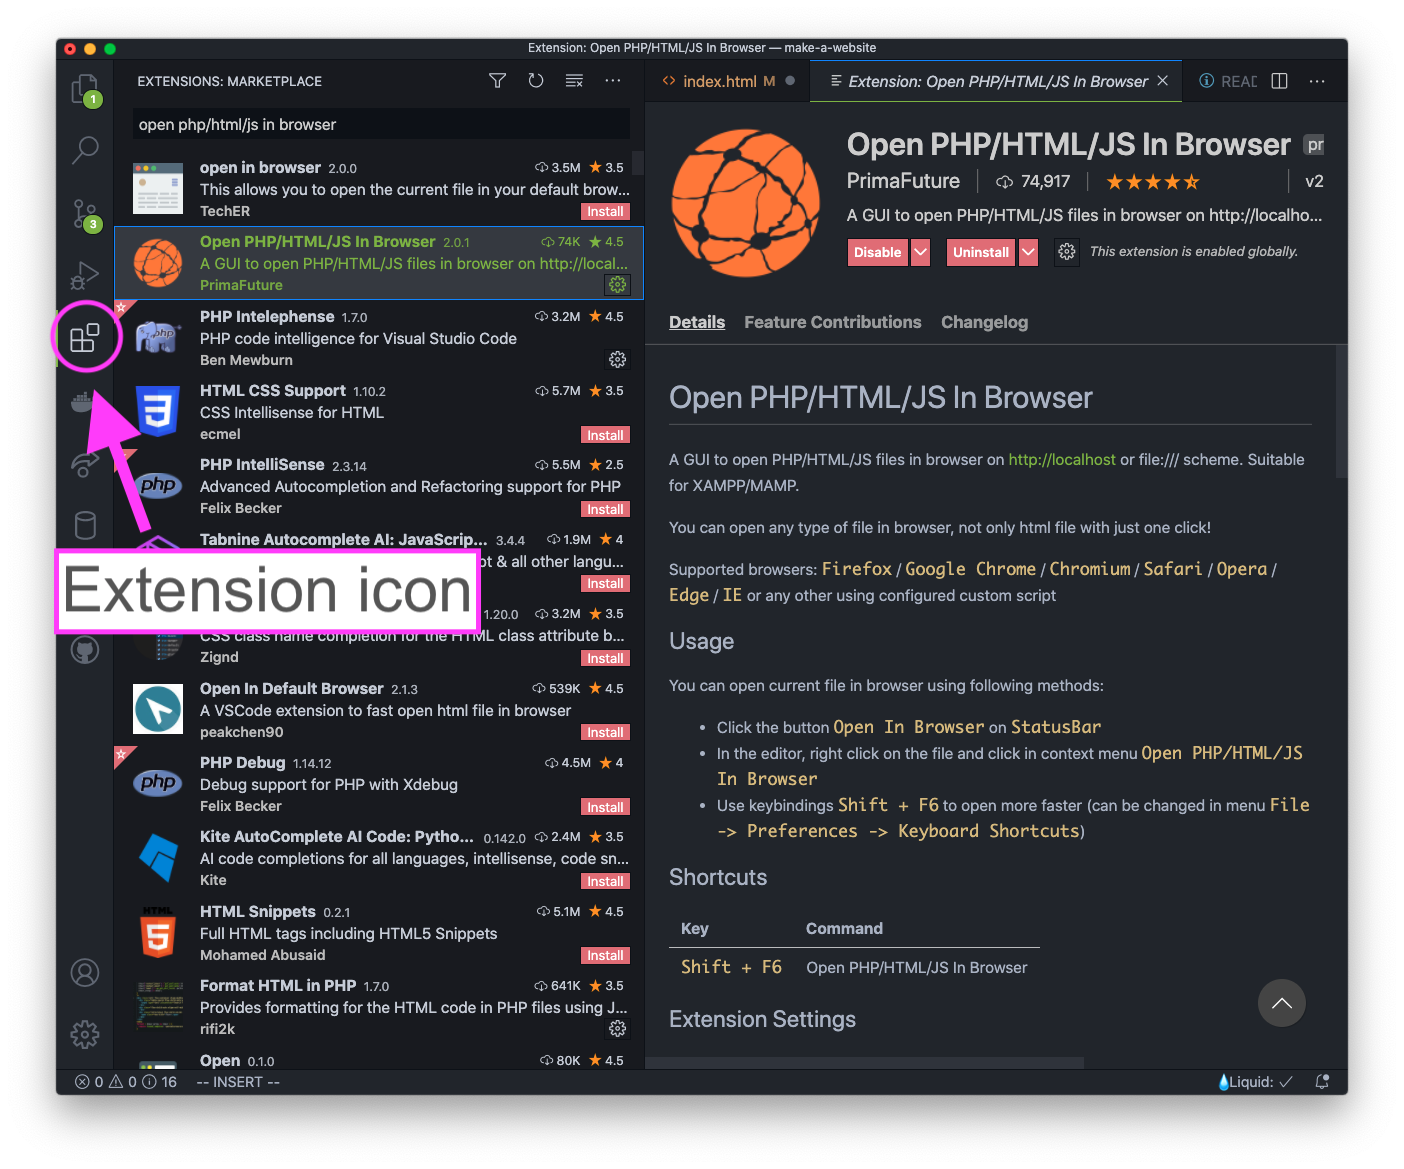 Extension: Open PHP/HTML/JS In Browser — make-a-website
EXTENSIONS: MARKETPLACE
index.html M
Extension: Open PHP/HTML/JS In Browser
READ
1
open php/html/js in browser
open in browser 2.0.0 3.5M 3.5
This allows you to open the current file in your default brow...
TechER Install
3
Open PHP/HTML/JS In Browser 2.0.1 74K 4.5
A GUI to open PHP/HTML/JS files in browser on http://local...
PrimaFuture
PHP Intelephense 1.7.0 3.2M 4.5
php
PHP code intelligence for Visual Studio Code
Ben Mewburn
HTML CSS Support 1.10.2 5.7M 3.5
CSS Intellisense for HTML
ecmel Install
PHP IntelliSense 2.3.14 5.5M 2.5
php
Advanced Autocompletion and Refactoring support for PHP
Felix Becker Install
Tabnine Autocomplete AI: JavaScrip... 3.4.4 1.9M 4
pt & all other langu...
Install
Extension icon
1.20.0 3.2M 3.5
CSS class name completion for the HTML class attribute b...
Zignd Install
Open In Default Browser 2.1.3 539K 4.5
A VSCode extension to fast open html file in browser
peakchen90 Install
PHP Debug 1.14.12 4.5M 4
php
Debug support for PHP with Xdebug
Felix Becker Install
Kite AutoComplete AI Code: Pytho... 0.142.0 2.4M 3.5
AI code completions for all languages, intellisense, code sn...
Kite Install
HTML
5
HTML Snippets 0.2.1 5.1M 4.5
Full HTML tags including HTML5 Snippets
Mohamed Abusaid Install
Format HTML in PHP 1.7.0 641K 3.5
Provides formatting for the HTML code in PHP files using J...
rifi2k
Open 0.1.0 80K 4.5
Open PHP/HTML/JS In Browser pr
PrimaFuture 74,917 v2
A GUI to open PHP/HTML/JS files in browser on http://localho...
Disable Uninstall This extension is enabled globally.
Details Feature Contributions Changelog
Open PHP/HTML/JS In Browser
A GUI to open PHP/HTML/JS files in browser on http://localhost or file:/// scheme. Suitable
for XAMPP/MAMP.
You can open any type of file in browser, not only html file with just one click!
Supported browsers: Firefox / Google Chrome / Chromium / Safari / Opera /
Edge / IE or any other using configured custom script
Usage
You can open current file in browser using following methods:
• Click the button Open In Browser on StatusBar
• In the editor, right click on the file and click in context menu Open PHP/HTML/JS
In Browser
• Use keybindings Shift + F6 to open more faster (can be changed in menu File
-> Preferences -> Keyboard Shortcuts)
Shortcuts
Key Command
Shift + F6 Open PHP/HTML/JS In Browser
Extension Settings
0 0 16 -- INSERT --
Liquid: ✓